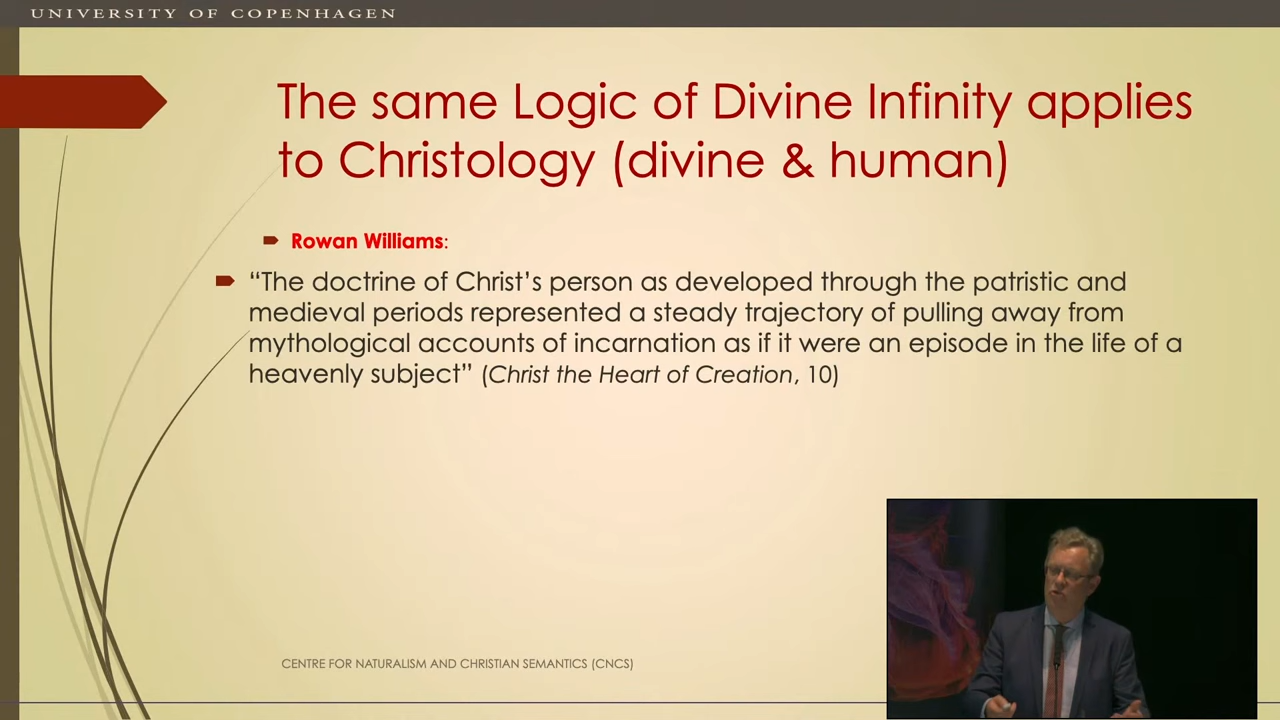 UNIVERSITY OF COPENHAGEN
The same Logic of Divine Infinity applies
to Christology (divine & human)
Rowan Williams:
“The doctrine of Christ’s person as developed through the patristic and
medieval periods represented a steady trajectory of pulling away from
mythological accounts of incarnation as if it were an episode in the life of a
heavenly subject” (Christ the Heart of Creation, 10)
CENTRE FOR NATURALISM AND CHRISTIAN SEMANTICS (CNCS)